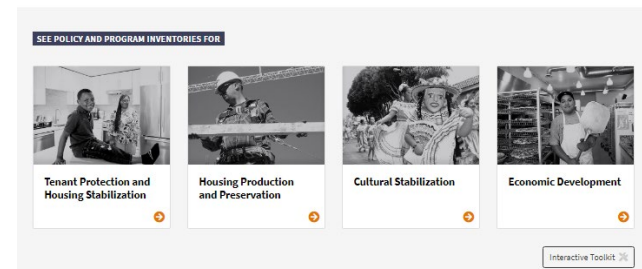 SEE POLICY AND PROGRAM INVENTORIES FOR
Tenant Protection and
Housing Stabilization
Housing Production
and Preservation
Cultural Stabilization
Economic Development
Interactive Toolkit